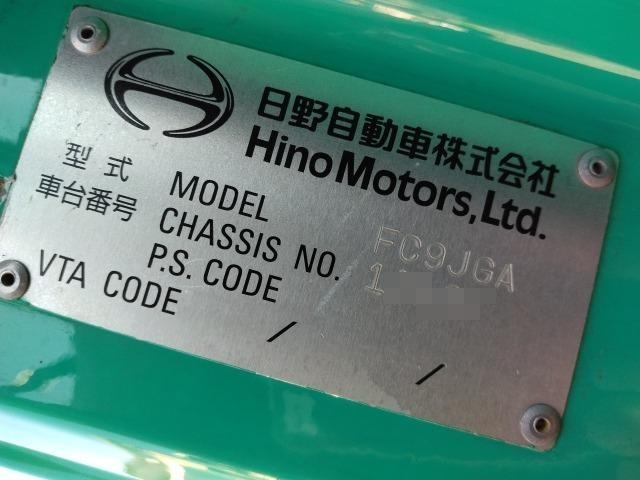 日野自動車株式会社
Hino Motors, Ltd.
型式 MODEL FC9JGA
車台番号 CHASSIS NO. 1
P.S. CODE /
VTA CODE /